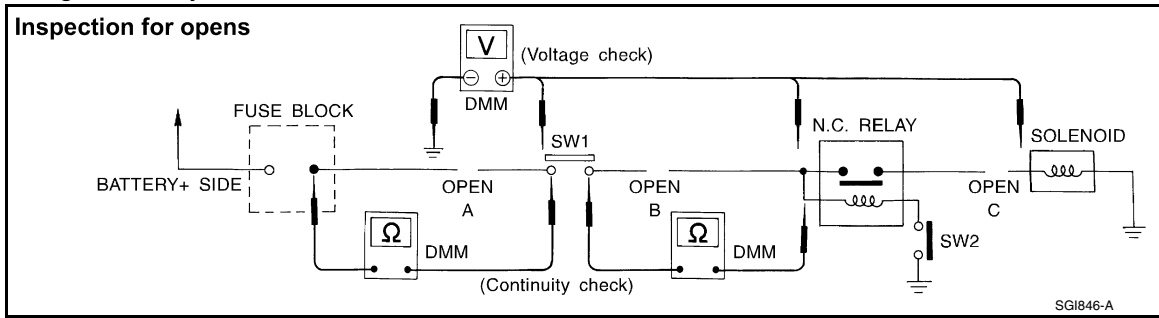 Inspection for opens
V
(Voltage check)
− +
DMM
FUSE BLOCK
SW1
N.C. RELAY
SOLENOID
BATTERY+ SIDE
OPEN
A
OPEN
B
OPEN
C
Ω
DMM
Ω
DMM
SW2
(Continuity check)
SGI846-A